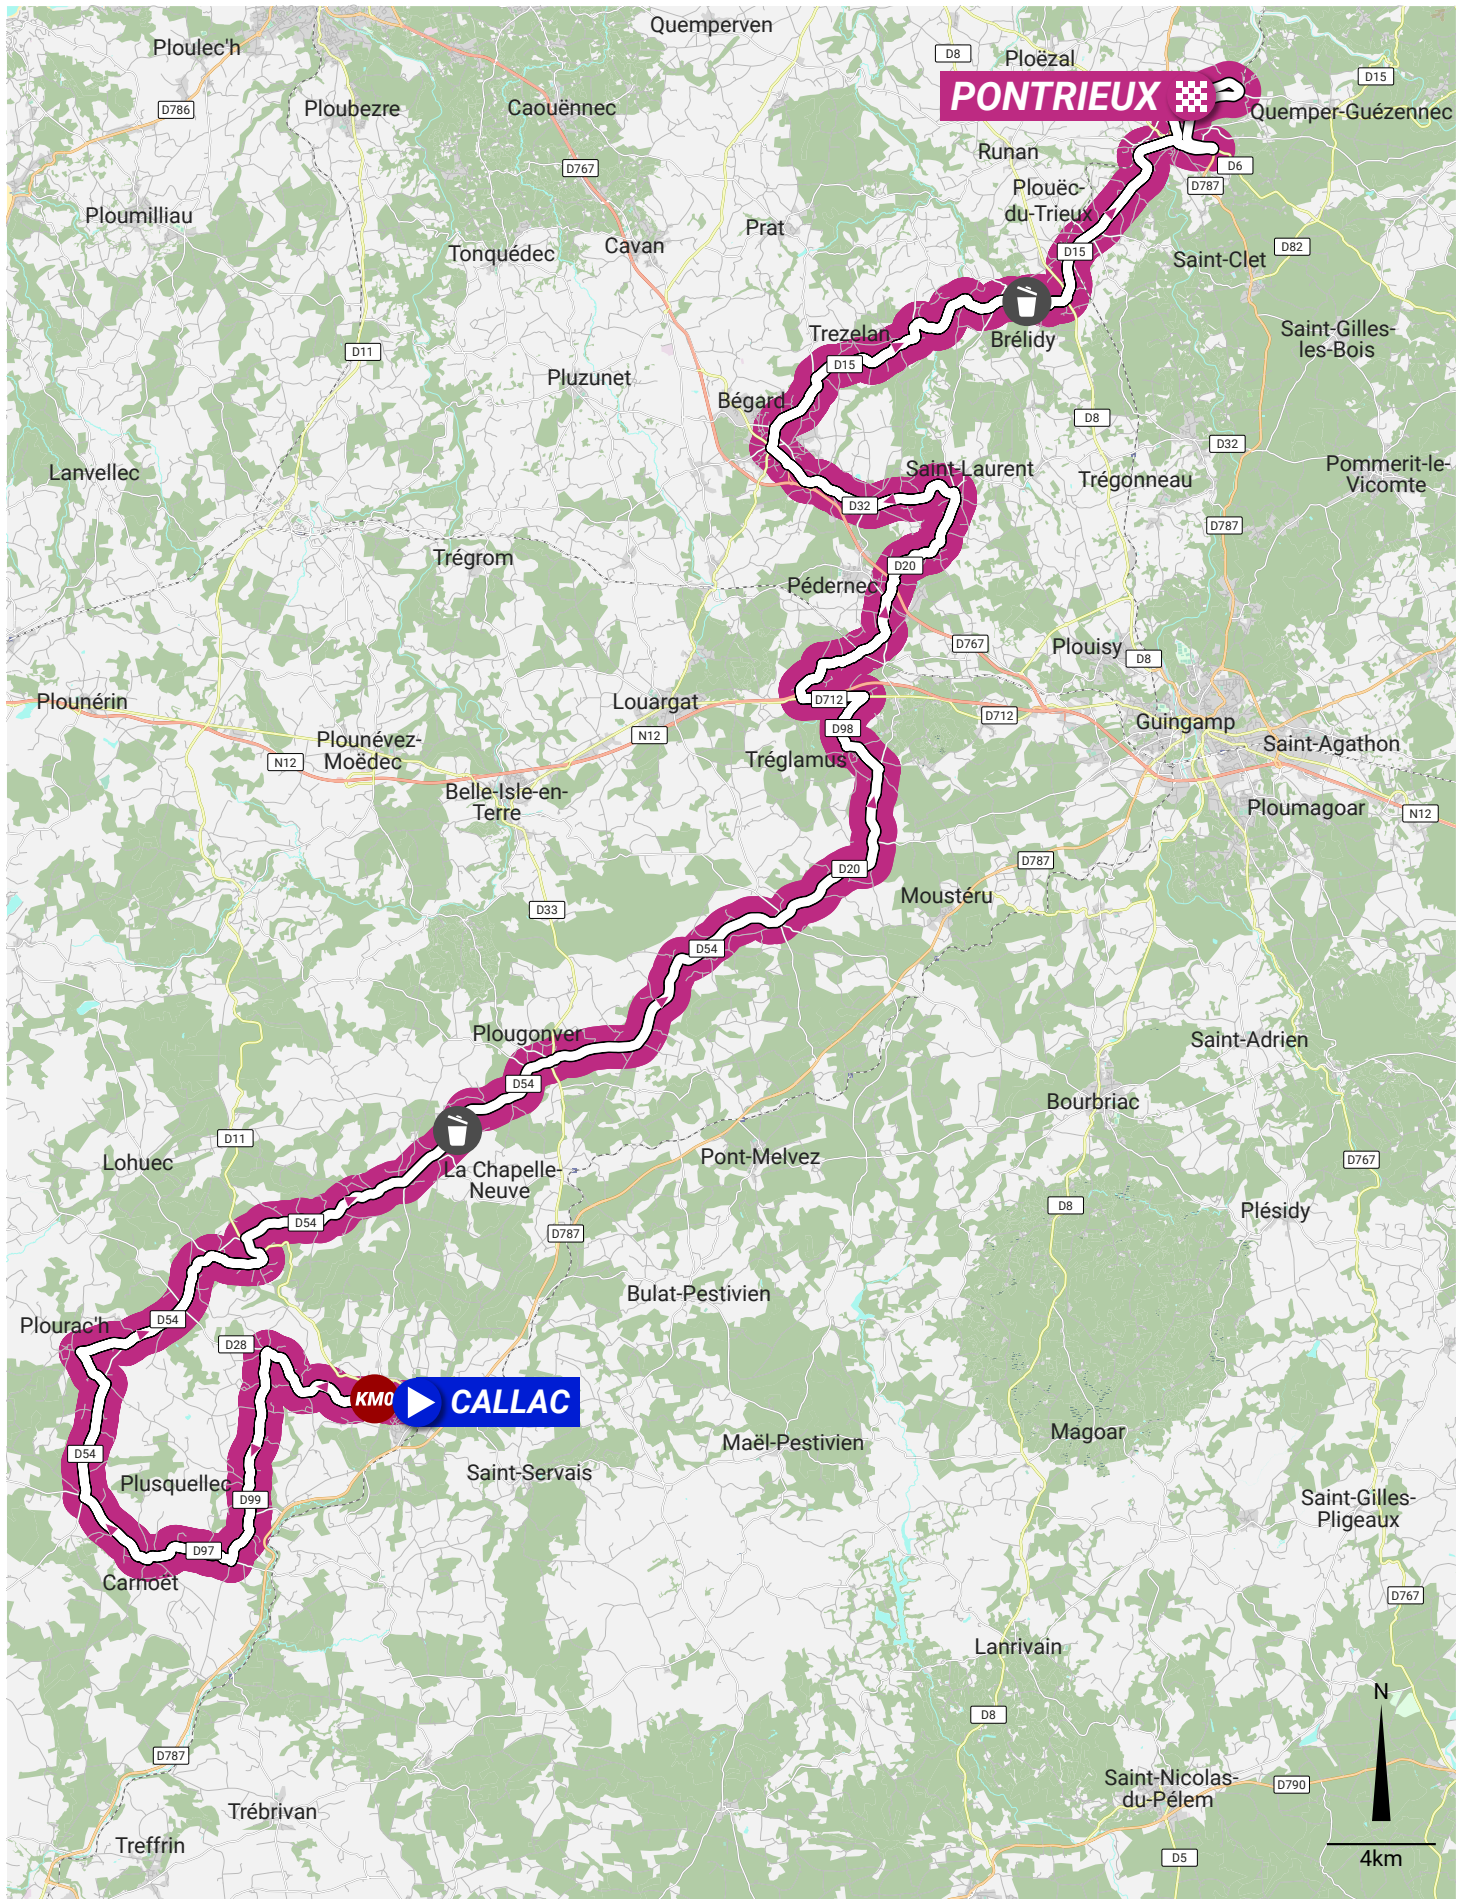 Quemperven
Ploulec'h
D8
Ploëzal
D15
PONTRIEUX
D786
Ploubezre
Caouënnec
Quemper-Guézennec
Runan
D767
D6
Plouëc-
du-Trieux
D787
Ploumilliau
Prat
Tonquédec
Cavan
D82
D15
Saint-Clet
Trezelan
Brélidy
Saint-Gilles-
les-Bois
D11
D15
Pluzunet
Bégard
D8
D32
Lanvellec
Saint-Laurent
Trégonneau
Pommerit-le-
Vicomte
D32
D787
Trégrom
D20
Pédernec
D767
Plouisy
D8
Plounérin
Louargat
D712
D712
Guingamp
D98
N12
Plounévez-
Moëdec
N12
Tréglamus
Saint-Agathon
Belle-Isle-en-
Terre
Ploumagoar
N12
D787
D20
Moustéru
D33
D54
Plougonver
Saint-Adrien
D54
Bourbriac
D11
Lohuec
La Chapelle-
Neuve
Pont-Melvez
D767
D8
Plésidy
D54
D787
Bulat-Pestivien
D54
Plourac'h
D28
KM0
CALLAC
Magoar
Maël-Pestivien
D54
Saint-Servais
Plusquellec
D99
Saint-Gilles-
Pligeaux
D97
Carnoët
D767
Lanrivain
N
D8
D787
Saint-Nicolas-
du-Pélem
D790
Trébrivan
Treffrin
D5
4km